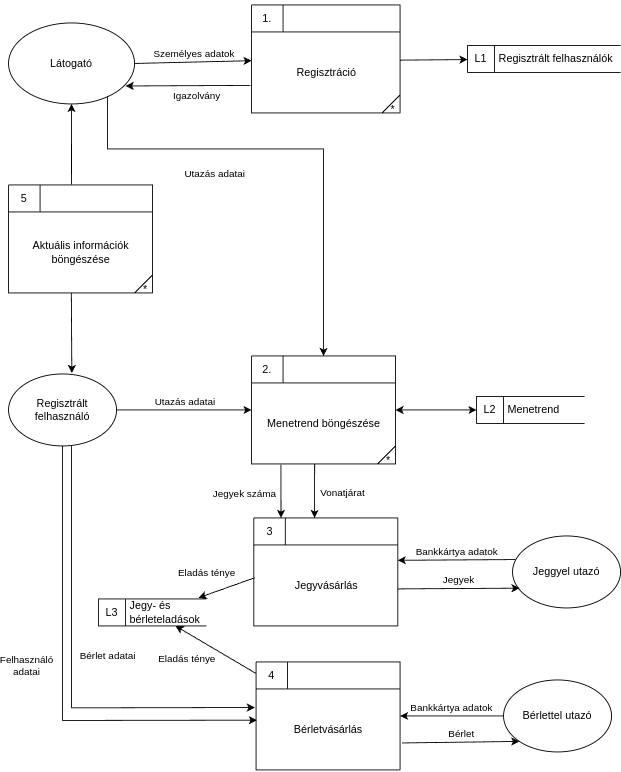 1.
Személyes adatok
Látogató
Regisztráció
L1
Regisztrált felhasználók
Igazolvány
*
Utazás adatai
5
Aktuális információk
böngészése
*
2.
Regisztrált
felhasználó
Utazás adatai
Menetrend böngészése
L2
Menetrend
*
Jegyek száma
Vonatjárat
3
Bankkártya adatok
Eladás ténye
Jegyvásárlás
Jeggyel utazó
Jegyek
L3
Jegy- és
bérleteladások
Felhasználó
adatai
Bérlet adatai
Eladás ténye
4
Bankkártya adatok
Bérlettel utazó
Bérletvásárlás
Bérlet